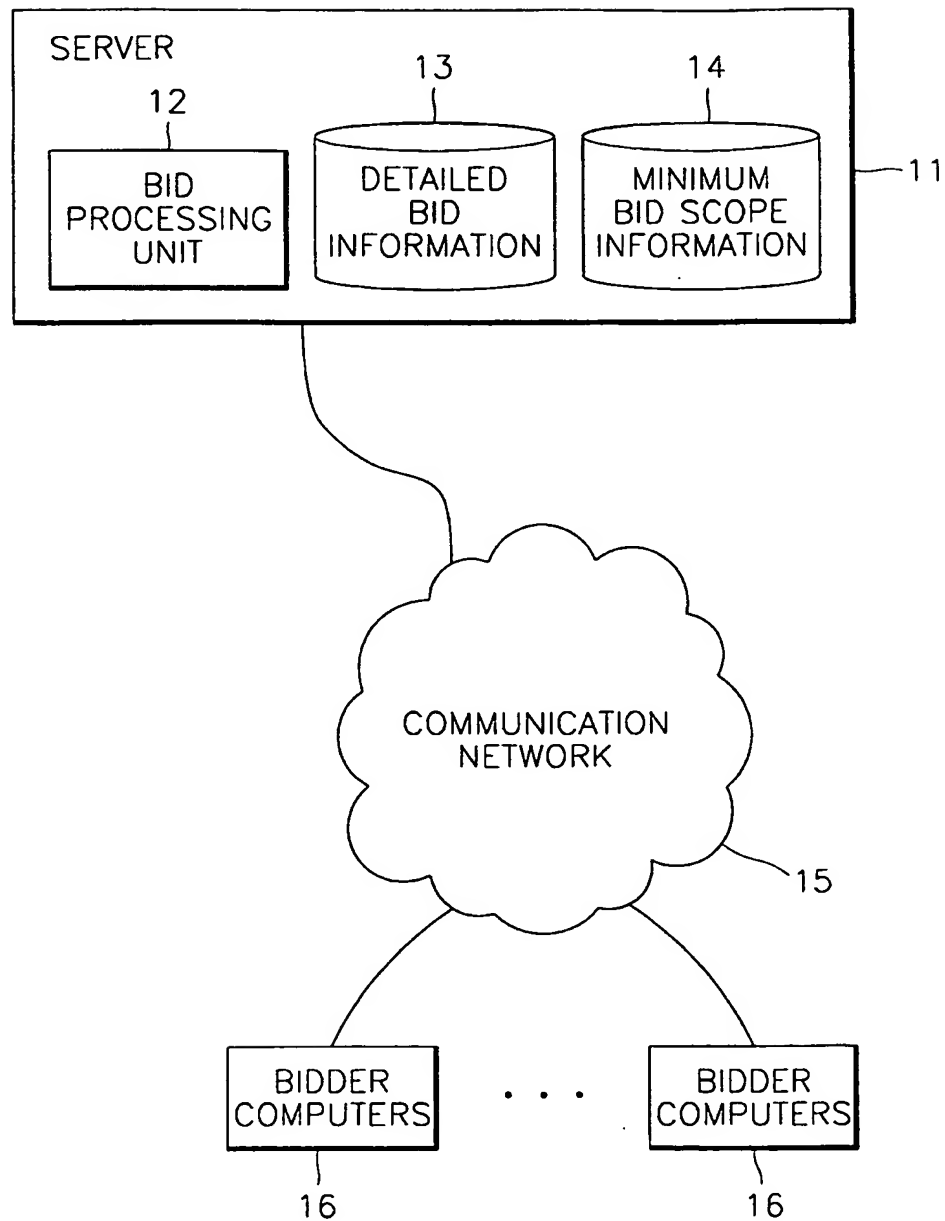 SERVER
12
13
14
BID
PROCESSING
UNIT
DETAILED
BID
INFORMATION
MINIMUM
BID SCOPE
INFORMATION
11
COMMUNICATION
NETWORK
15
BIDDER
COMPUTERS
. . .
BIDDER
COMPUTERS
16
16